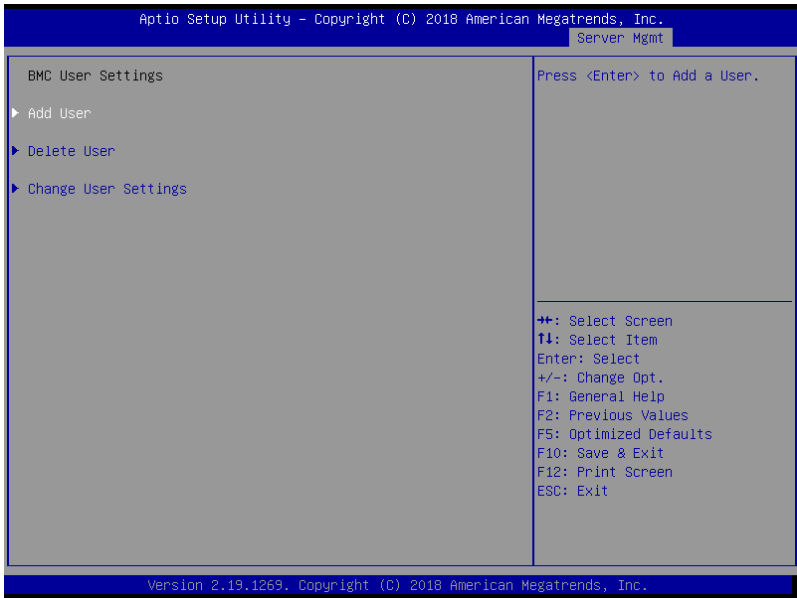 Aptio Setup Utility – Copyright (C) 2018 American Megatrends, Inc.
Server Mgmt
BMC User Settings
Add User
Delete User
Change User Settings
Press <Enter> to Add a User.
→←: Select Screen
↑↓: Select Item
Enter: Select
+/-: Change Opt.
F1: General Help
F2: Previous Values
F5: Optimized Defaults
F10: Save & Exit
F12: Print Screen
ESC: Exit
Version 2.19.1269. Copyright (C) 2018 American Megatrends, Inc.